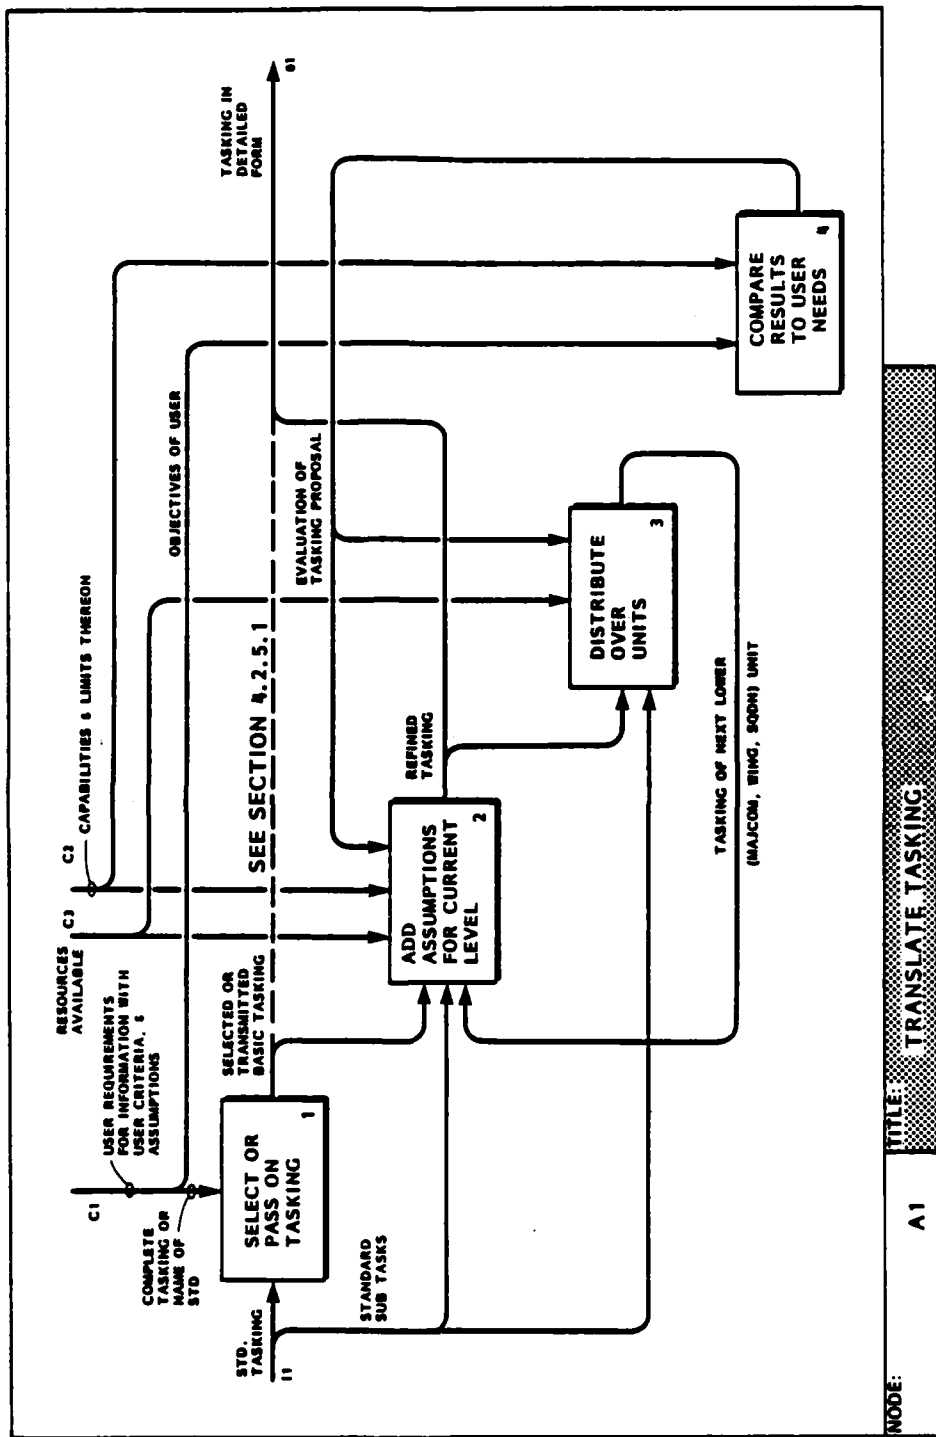 C1
USER REQUIREMENTS
FOR INFORMATION WITH
USER CRITERIA, &
ASSUMPTIONS
COMPLETE
TASKING OR
NAME OF
STD
RESOURCES
AVAILABLE
C3
C2
CAPABILITIES & LIMITS THEREON
OBJECTIVES OF USER
STD.
TASKING
I1
SELECT OR
PASS ON
TASKING
1
SELECTED OR
TRANSMITTED
BASIC TASKING
SEE SECTION 4.2.5.1
TASKING IN
DETAILED
FORM
01
STANDARD
SUB TASKS
ADD
ASSUMPTIONS
FOR CURRENT
LEVEL
2
REFINED
TASKING
EVALUATION OF
TASKING PROPOSAL
DISTRIBUTE
OVER
UNITS
3
TASKING OF NEXT LOWER
(MAJCOM, WING, SQDN) UNIT
COMPARE
RESULTS
TO USER
NEEDS
4
NODE:
A1
TITLE:
TRANSLATE TASKING